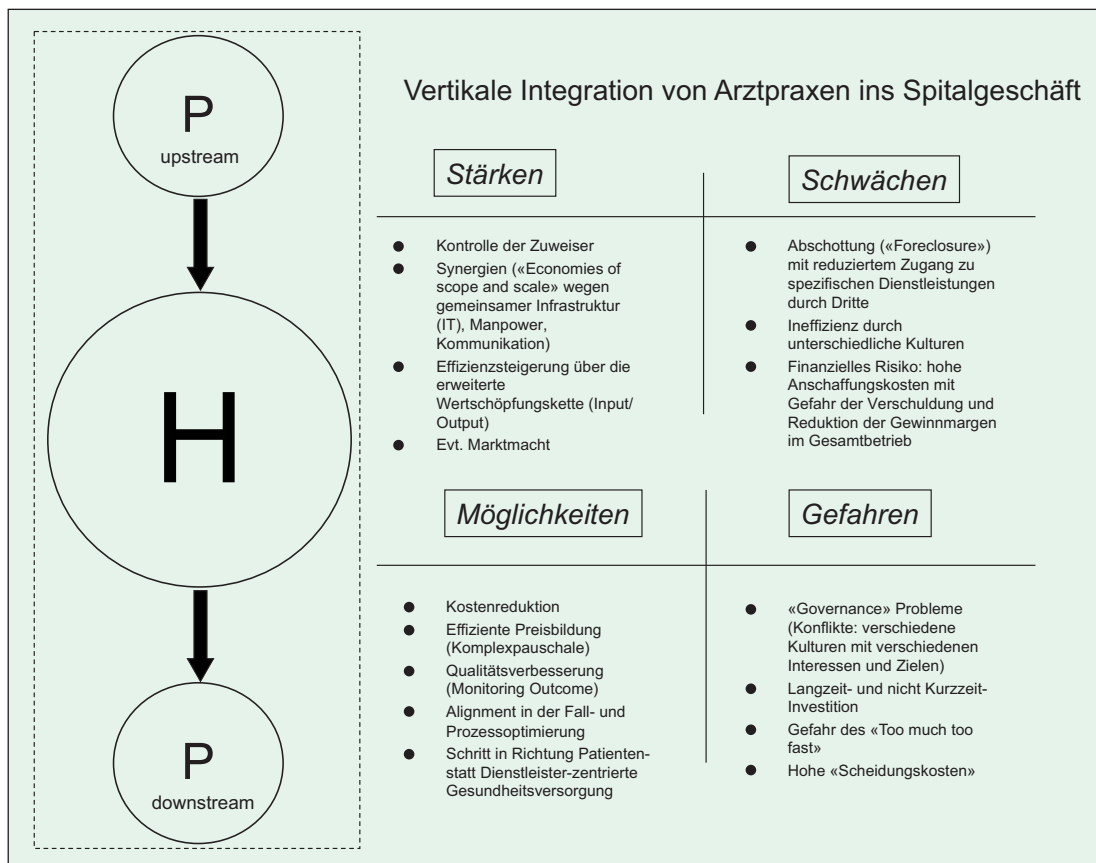 P
upstream
H
P
downstream
Vertikale Integration von Arztpraxen ins Spitalgeschäft
Stärken
● Kontrolle der Zuweiser
● Synergien («Economies of
scope and scale» wegen
gemeinsamer Infrastruktur
(IT), Manpower,
Kommunikation)
● Effizienzsteigerung über die
erweiterte
Wertschöpfungskette (Input/
Output)
● Evt. Marktmacht
Schwächen
● Abschottung («Foreclosure»)
mit reduziertem Zugang zu
spezifischen Dienstleistungen
durch Dritte
● Ineffizienz durch
unterschiedliche Kulturen
● Finanzielles Risiko: hohe
Anschaffungskosten mit
Gefahr der Verschuldung und
Reduktion der Gewinnmargen
im Gesamtbetrieb
Möglichkeiten
● Kostenreduktion
● Effiziente Preisbildung
(Komplexpauschale)
● Qualitätsverbesserung
(Monitoring Outcome)
● Alignment in der Fall- und
Prozessoptimierung
● Schritt in Richtung Patienten-
statt Dienstleister-zentrierte
Gesundheitsversorgung
Gefahren
● «Governance» Probleme
(Konflikte: verschiedene
Kulturen mit verschiedenen
Interessen und Zielen)
● Langzeit- und nicht Kurzzeit-
Investition
● Gefahr des «Too much too
fast»
● Hohe «Scheidungskosten»